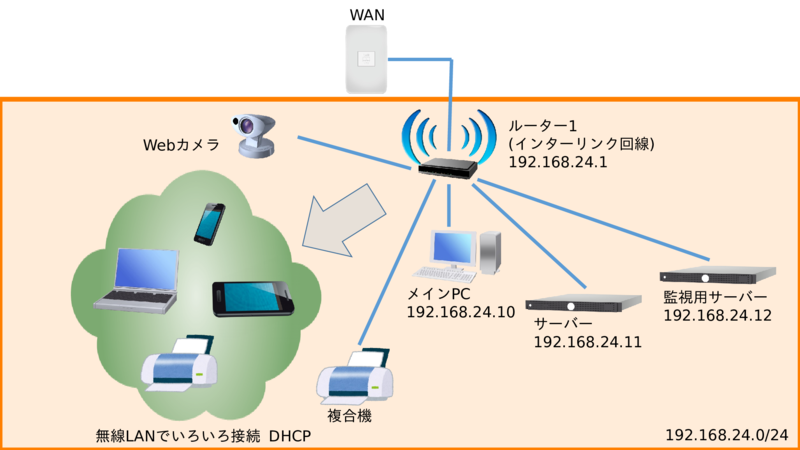 WAN
Webカメラ
ルーター1
(インターリンク回線)
192.168.24.1
メインPC
192.168.24.10
サーバー
192.168.24.11
監視用サーバー
192.168.24.12
複合機
無線LANでいろいろ接続 DHCP
192.168.24.0/24